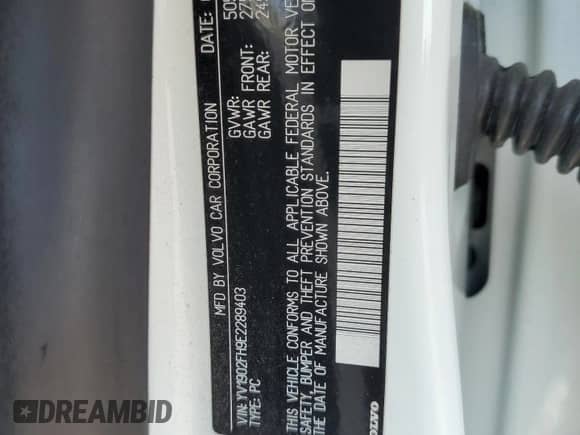 MFD BY VOLVO CAR CORPORATION DATE:
GVWR: 505
GAWR FRONT: 27
GAWR REAR: 24
VIN: YV1902FH9E2289403
TYPE: PC
THIS VEHICLE CONFORMS TO ALL APPLICABLE FEDERAL MOTOR VE
SAFETY, BUMPER AND THEFT PREVENTION STANDARDS IN EFFECT O
THE DATE OF MANUFACTURE SHOWN ABOVE.
VOLVO
DREAMBID